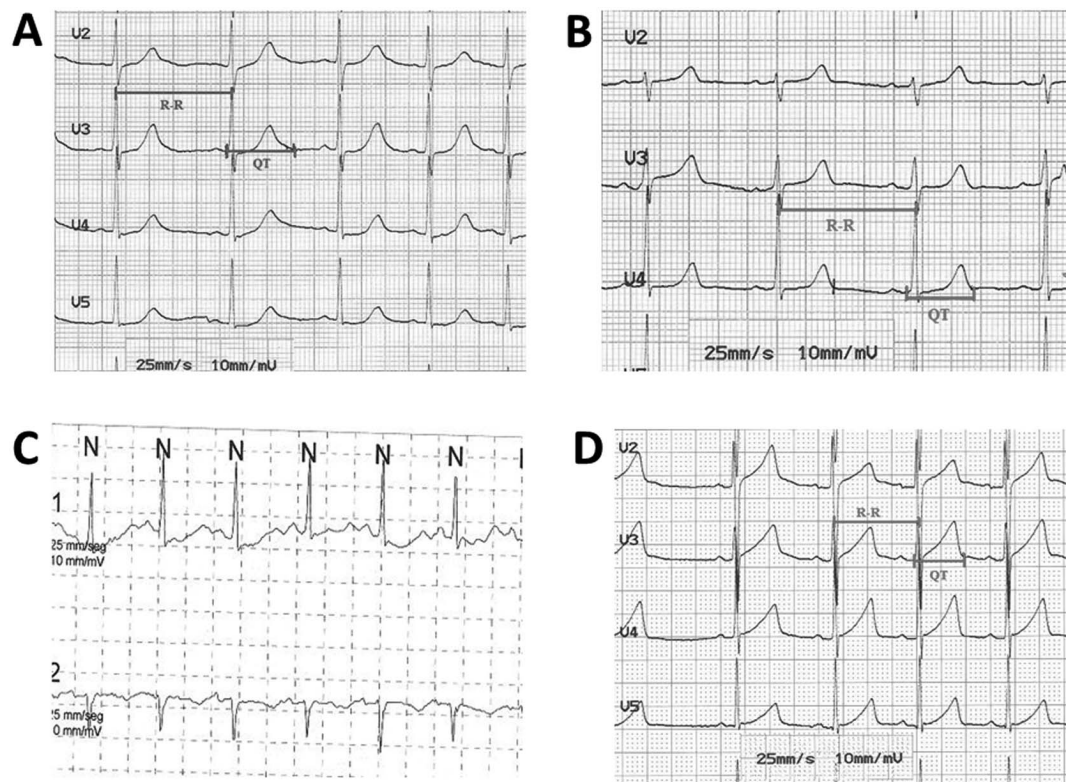 A
V2
R-R
V3
QT
V4
V5
25mm/s 10mm/mV
B
V2
V3
R-R
V4
QT
25mm/s 10mm/mV
C
N N N N N N
1
25 mm/seg
10 mm/mV
2
25 mm/seg
D
V2
R-R
V3
QT
V4
V5
25mm/s 10mm/mV